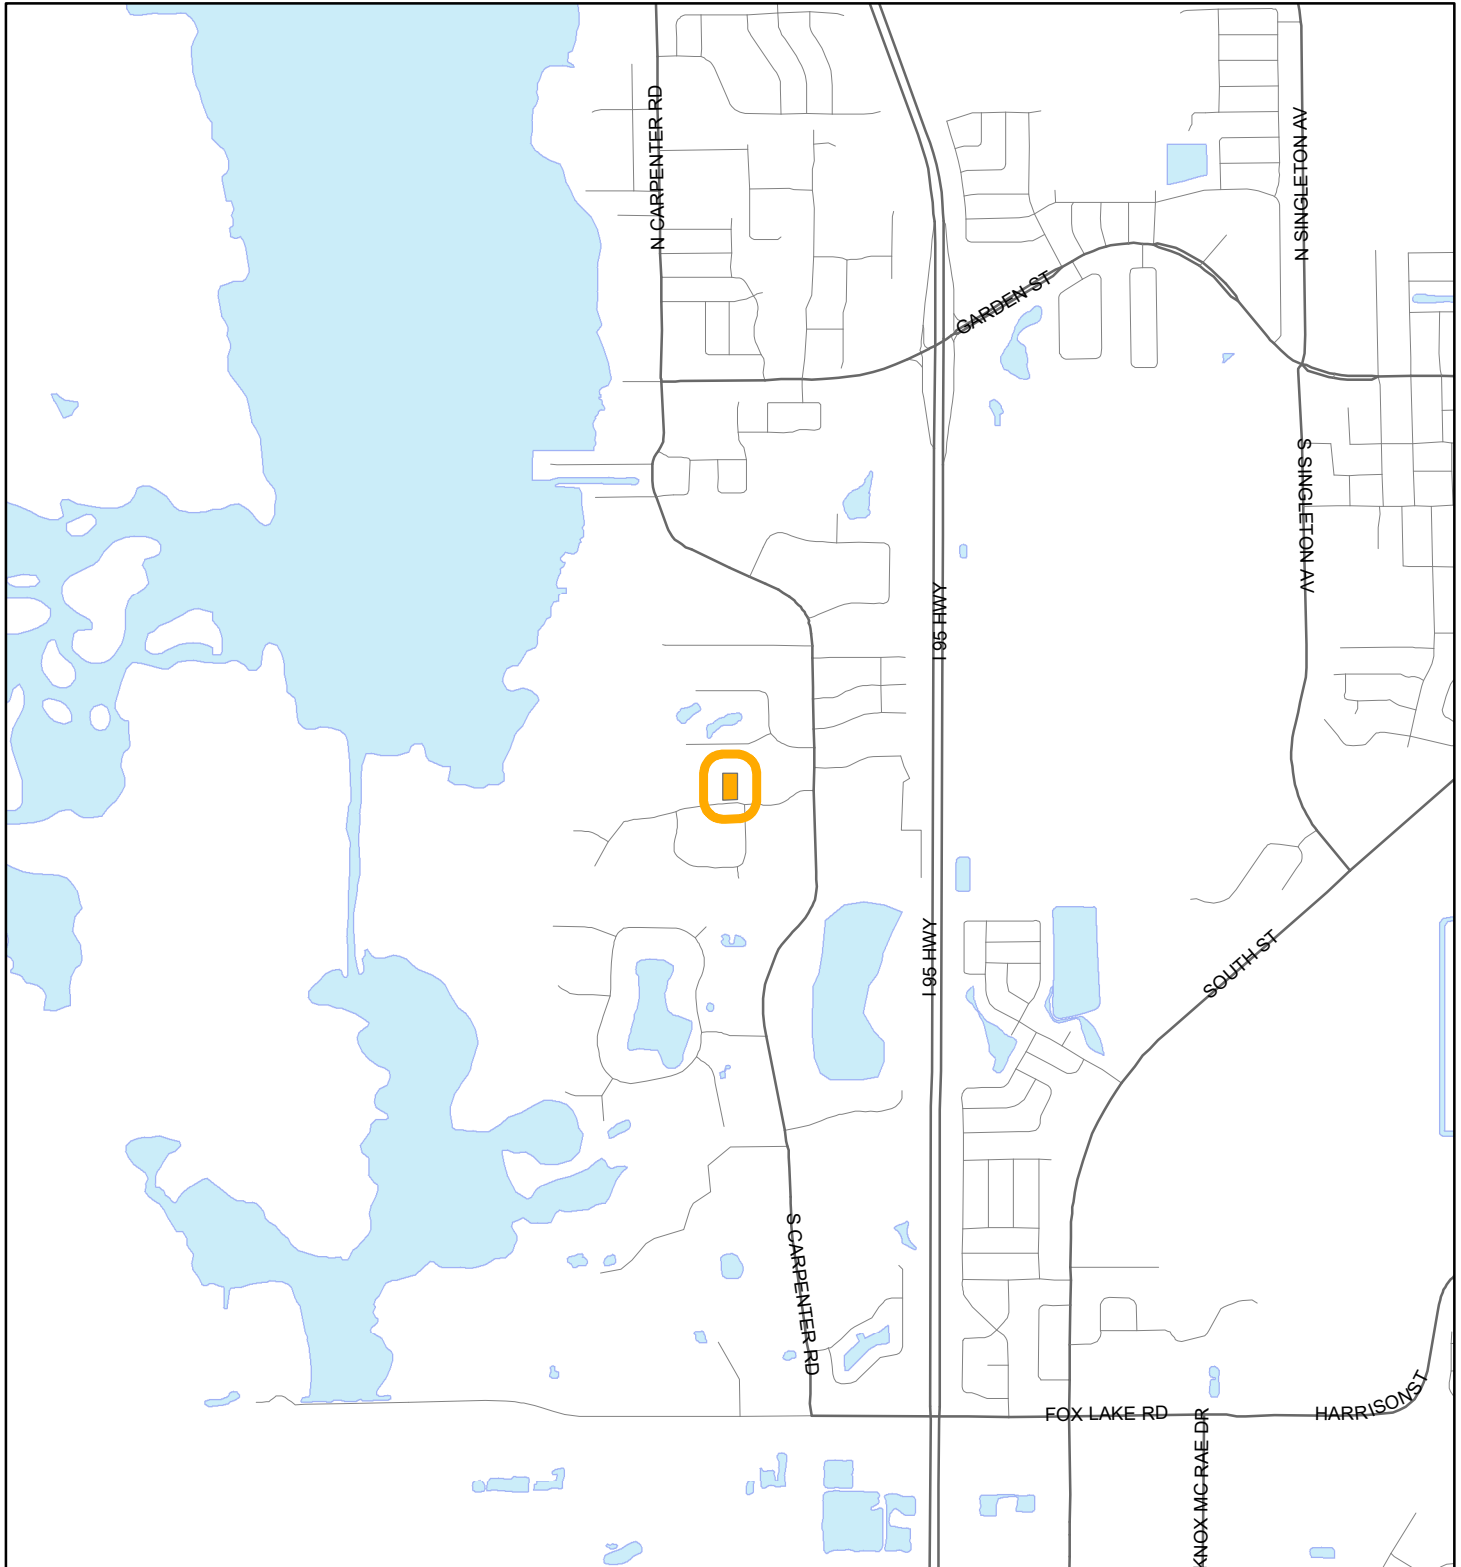 N CARPENTER RD
N SINGLETON AV
GARDEN ST
S SINGLETON AV
I 95 HWY
I 95 HWY
SOUTH ST
S CARPENTER RD
FOX LAKE RD
HARRISON ST
KNOX MC RAE DR